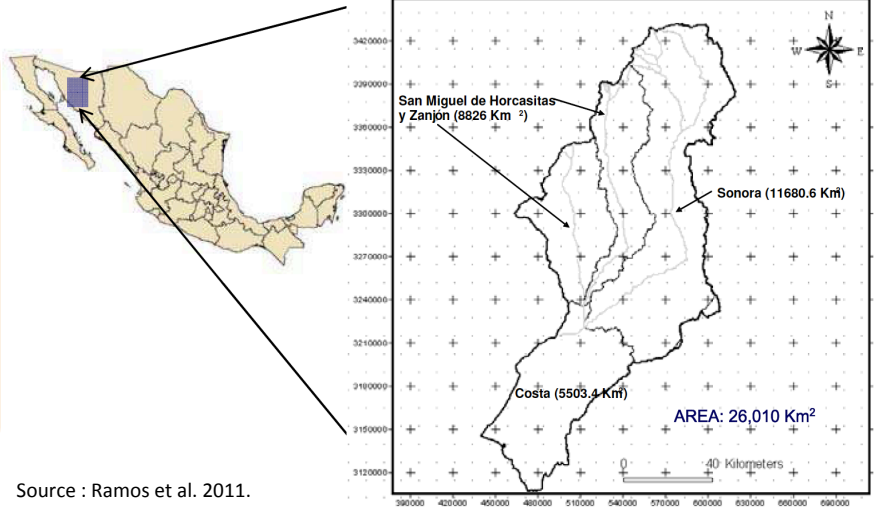 N
W E
S
3420000
3390000
3360000
3330000
3300000
3270000
3240000
3210000
3180000
3150000
3120000
San Miguel de Horcasitas
y Zanjón (8826 Km ²)
Sonora (11680.6 Km²)
Costa (5503.4 Km²)
AREA: 26,010 Km²
0 40 Kilometers
390000 420000 450000 480000 510000 540000 570000 600000 630000 660000 690000
Source : Ramos et al. 2011.